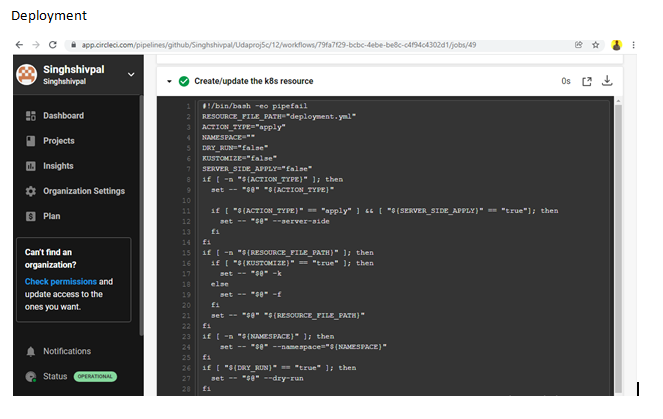 Deployment
app.circleci.com/pipelines/github/Singhshivpal/Udaproj5c/12/workflows/79fa7f29-bcbc-4ebe-be8c-c4f94c4302d1/jobs/49
Singhshivpal
Singhshivpal
Dashboard
Projects
Insights
Organization Settings
Plan
Can't find an
organization?
Check permissions and
update access to the
ones you want.
Notifications
Status OPERATIONAL
Create/update the k8s resource 0s
1 #!/bin/bash -eo pipefail
2 RESOURCE_FILE_PATH="deployment.yml"
3 ACTION_TYPE="apply"
4 NAMESPACE=""
5 DRY_RUN="false"
6 KUSTOMIZE="false"
7 SERVER_SIDE_APPLY="false"
8 if [ -n "${ACTION_TYPE}" ]; then
9 set -- "$@" "${ACTION_TYPE}"
10
11 if [ "${ACTION_TYPE}" == "apply" ] && [ "${SERVER_SIDE_APPLY}" == "true"]; then
12 set -- "$@" --server-side
13 fi
14 fi
15 if [ -n "${RESOURCE_FILE_PATH}" ]; then
16 if [ "${KUSTOMIZE}" == "true" ]; then
17 set -- "$@" -k
18 else
19 set -- "$@" -f
20 fi
21 set -- "$@" "${RESOURCE_FILE_PATH}"
22 fi
23 if [ -n "${NAMESPACE}" ]; then
24 set -- "$@" --namespace="${NAMESPACE}"
25 fi
26 if [ "${DRY_RUN}" == "true" ]; then
27 set -- "$@" --dry-run
28 fi